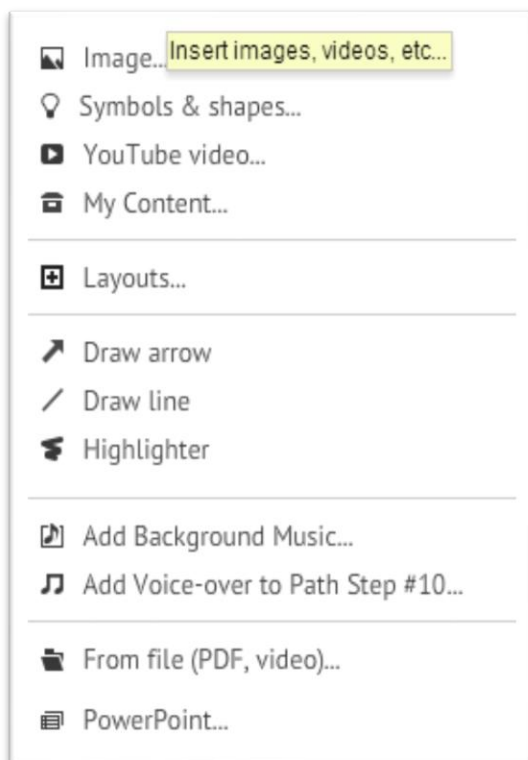 Image...
Insert images, videos, etc...
Symbols & shapes...
YouTube video...
My Content...
Layouts...
Draw arrow
Draw line
Highlighter
Add Background Music...
Add Voice-over to Path Step #10...
From file (PDF, video)...
PowerPoint...